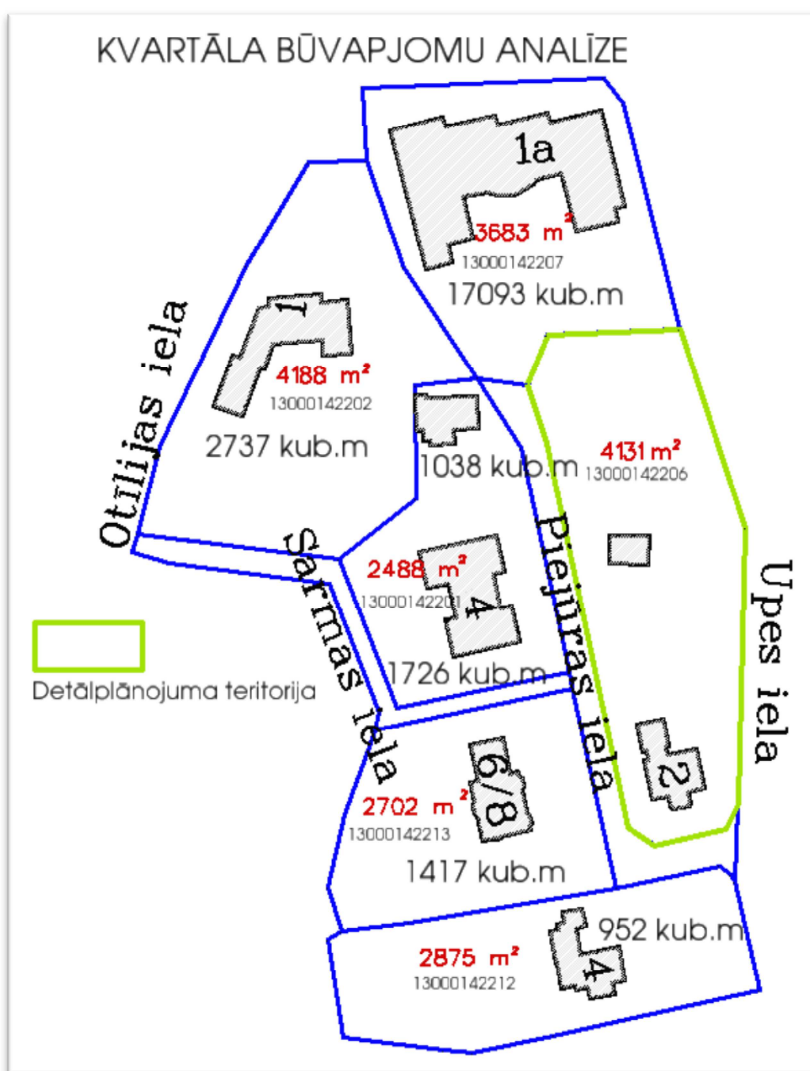 KVARTĀLA BŪVAPJOMU ANALĪZE
1a
3683 m²
13000142207
17093 kub.m
1
4188 m²
13000142202
2737 kub.m
Otīlijas iela
1038 kub.m
4131 m²
13000142206
2488 m²
13000142201
4
1726 kub.m
Sarmas iela
Piejūras iela
Upes iela
Detālplānojuma teritorija
2
6/8
2702 m²
13000142213
1417 kub.m
952 kub.m
4
2875 m²
13000142212